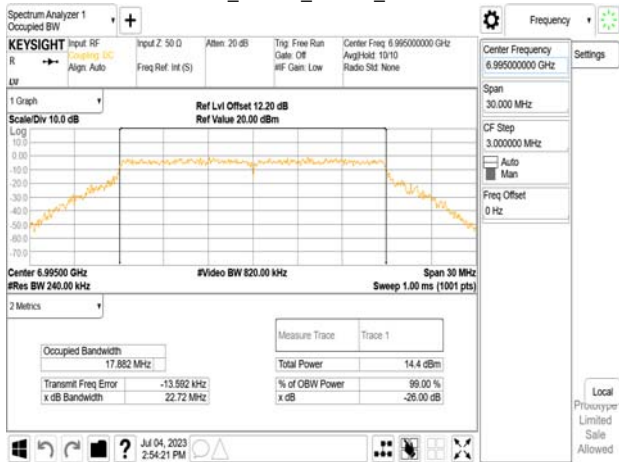 Spectrum Analyzer 1
Occupied BW
Frequency
KEYSIGHT Input: RF Input Z: 50 Ω Atten: 20 dB Trig: Free Run Center Freq: 6.995000000 GHz
R Coupling: DC Gate: Off Avg|Hold: 10/10
Align: Auto Freq Ref: Int (S) #IF Gain: Low Radio Std: None
LVI
Center Frequency
6.995000000 GHz
Settings
Span
30.000 MHz
CF Step
3.000000 MHz
Auto
Man
Freq Offset
0 Hz
1 Graph
Ref Lvl Offset 12.20 dB
Scale/Div 10.0 dB Ref Value 20.00 dBm
Log
10.0
0.00
-10.0
-20.0
-30.0
-40.0
-50.0
-60.0
-70.0
Center 6.99500 GHz #Video BW 820.00 kHz Span 30 MHz
#Res BW 240.00 kHz Sweep 1.00 ms (1001 pts)
2 Metrics
Measure Trace Trace 1
Occupied Bandwidth
17.882 MHz Total Power 14.4 dBm
Transmit Freq Error -13.592 kHz % of OBW Power 99.00 %
x dB Bandwidth 22.72 MHz x dB -26.00 dB
Local
Prototype
Limited
Sale
Allowed
? Jul 04, 2023
2:54:21 PM